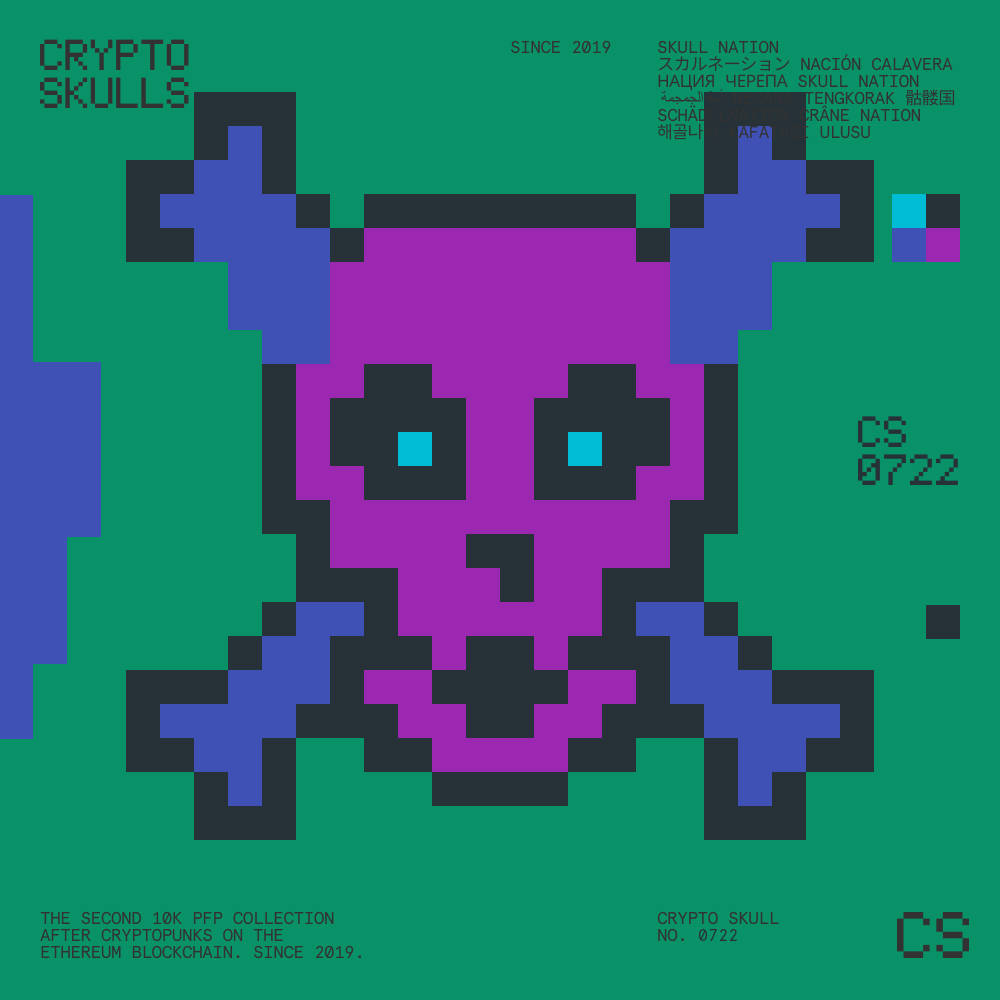 CRYPTO
SKULLS
SINCE 2019
SKULL NATION
スカルネーション NACIÓN CALAVERA
НАЦИЯ ЧЕРЕПА SKULL NATION
TENGKORAK 骷髅国
CRÂNE NATION
해골 ULUSU
CS
0722
THE SECOND 10K PFP COLLECTION
AFTER CRYPTOPUNKS ON THE
ETHEREUM BLOCKCHAIN. SINCE 2019.
CRYPTO SKULL
NO. 0722
CS